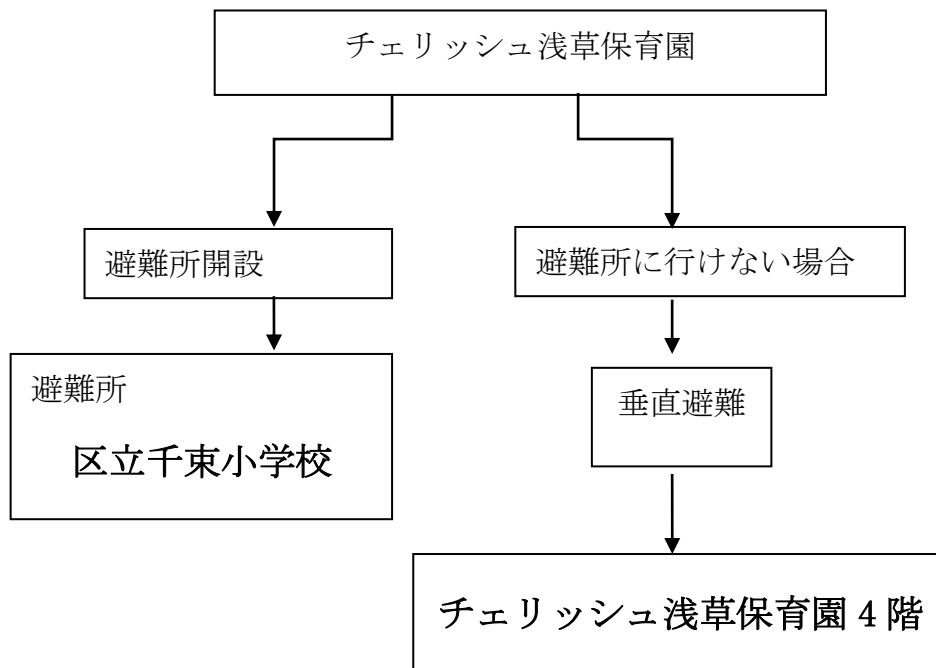 チェリッシュ浅草保育園
避難所開設
避難所に行けない場合
避難所
区立千束小学校
垂直避難
チェリッシュ浅草保育園 4 階